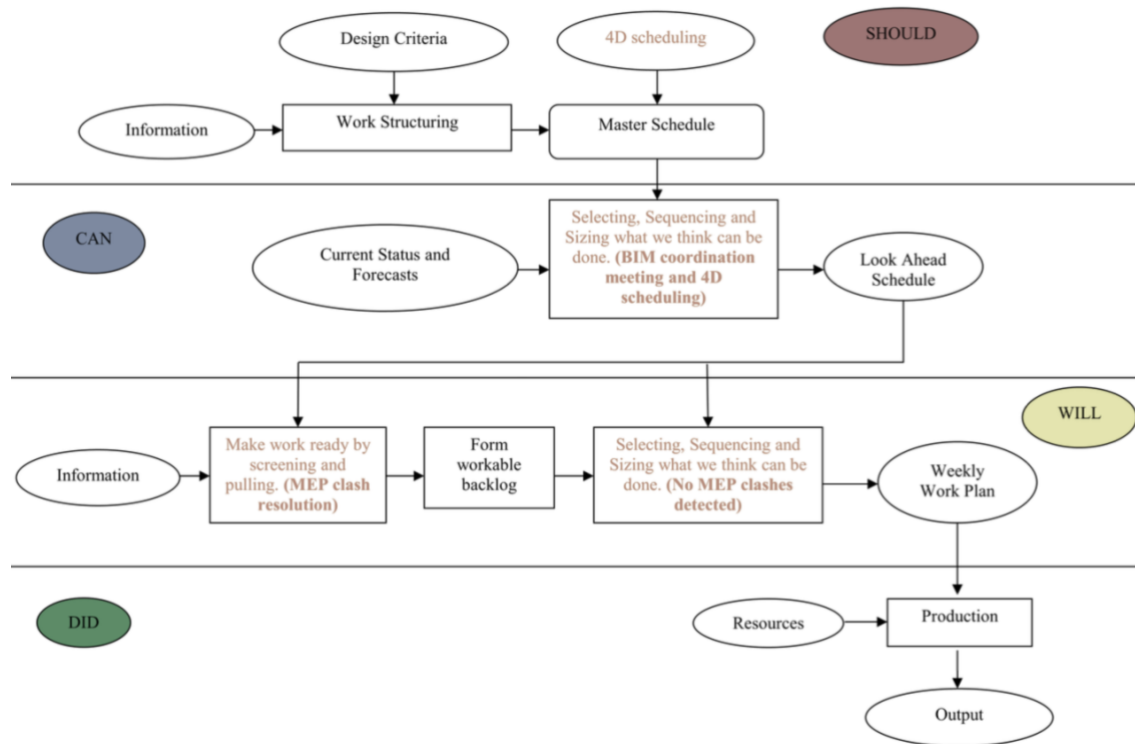 Design Criteria
4D scheduling
SHOULD
Information
Work Structuring
Master Schedule
CAN
Current Status and
Forecasts
Selecting, Sequencing and
Sizing what we think can be
done. (BIM coordination
meeting and 4D
scheduling)
Look Ahead
Schedule
WILL
Information
Make work ready by
screening and
pulling. (MEP clash
resolution)
Form
workable
backlog
Selecting, Sequencing and
Sizing what we think can be
done. (No MEP clashes
detected)
Weekly
Work Plan
DID
Resources
Production
Output